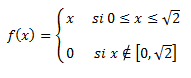 f(x) = { x si 0 ≤ x ≤ √2
0 si x ∉ [0, √2]